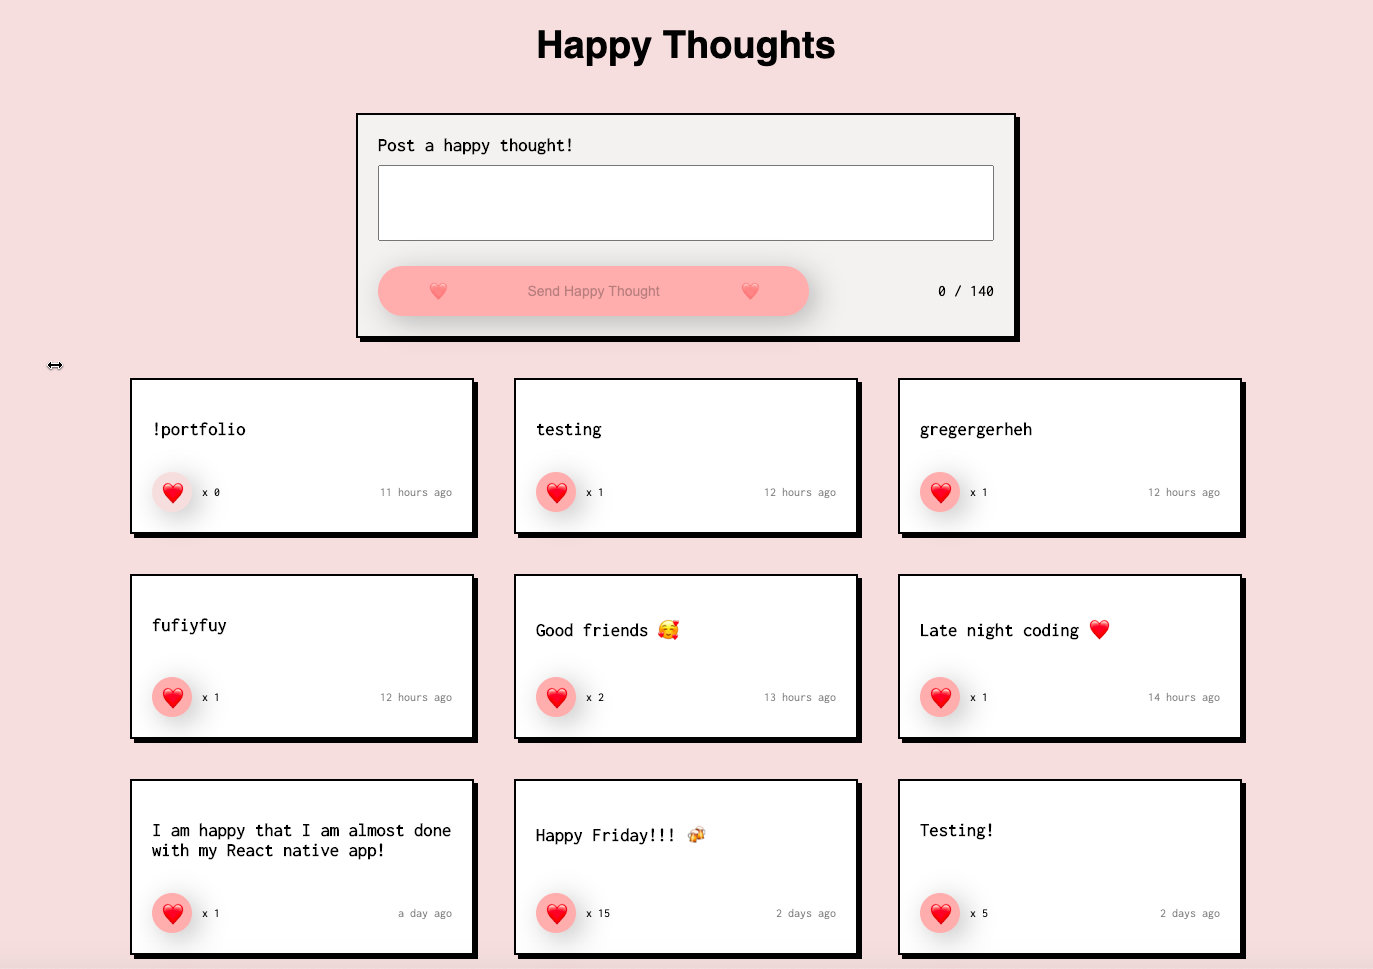 Happy Thoughts
Post a happy thought!
Send Happy Thought
0 / 140
!portfolio
x 0
11 hours ago
testing
x 1
12 hours ago
gregergerheh
x 1
12 hours ago
fufiyfuy
x 1
12 hours ago
Good friends 🥰
x 2
13 hours ago
Late night coding ❤️
x 1
14 hours ago
I am happy that I am almost done
with my React native app!
x 1
a day ago
Happy Friday!!! 🍻
x 15
2 days ago
Testing!
x 5
2 days ago